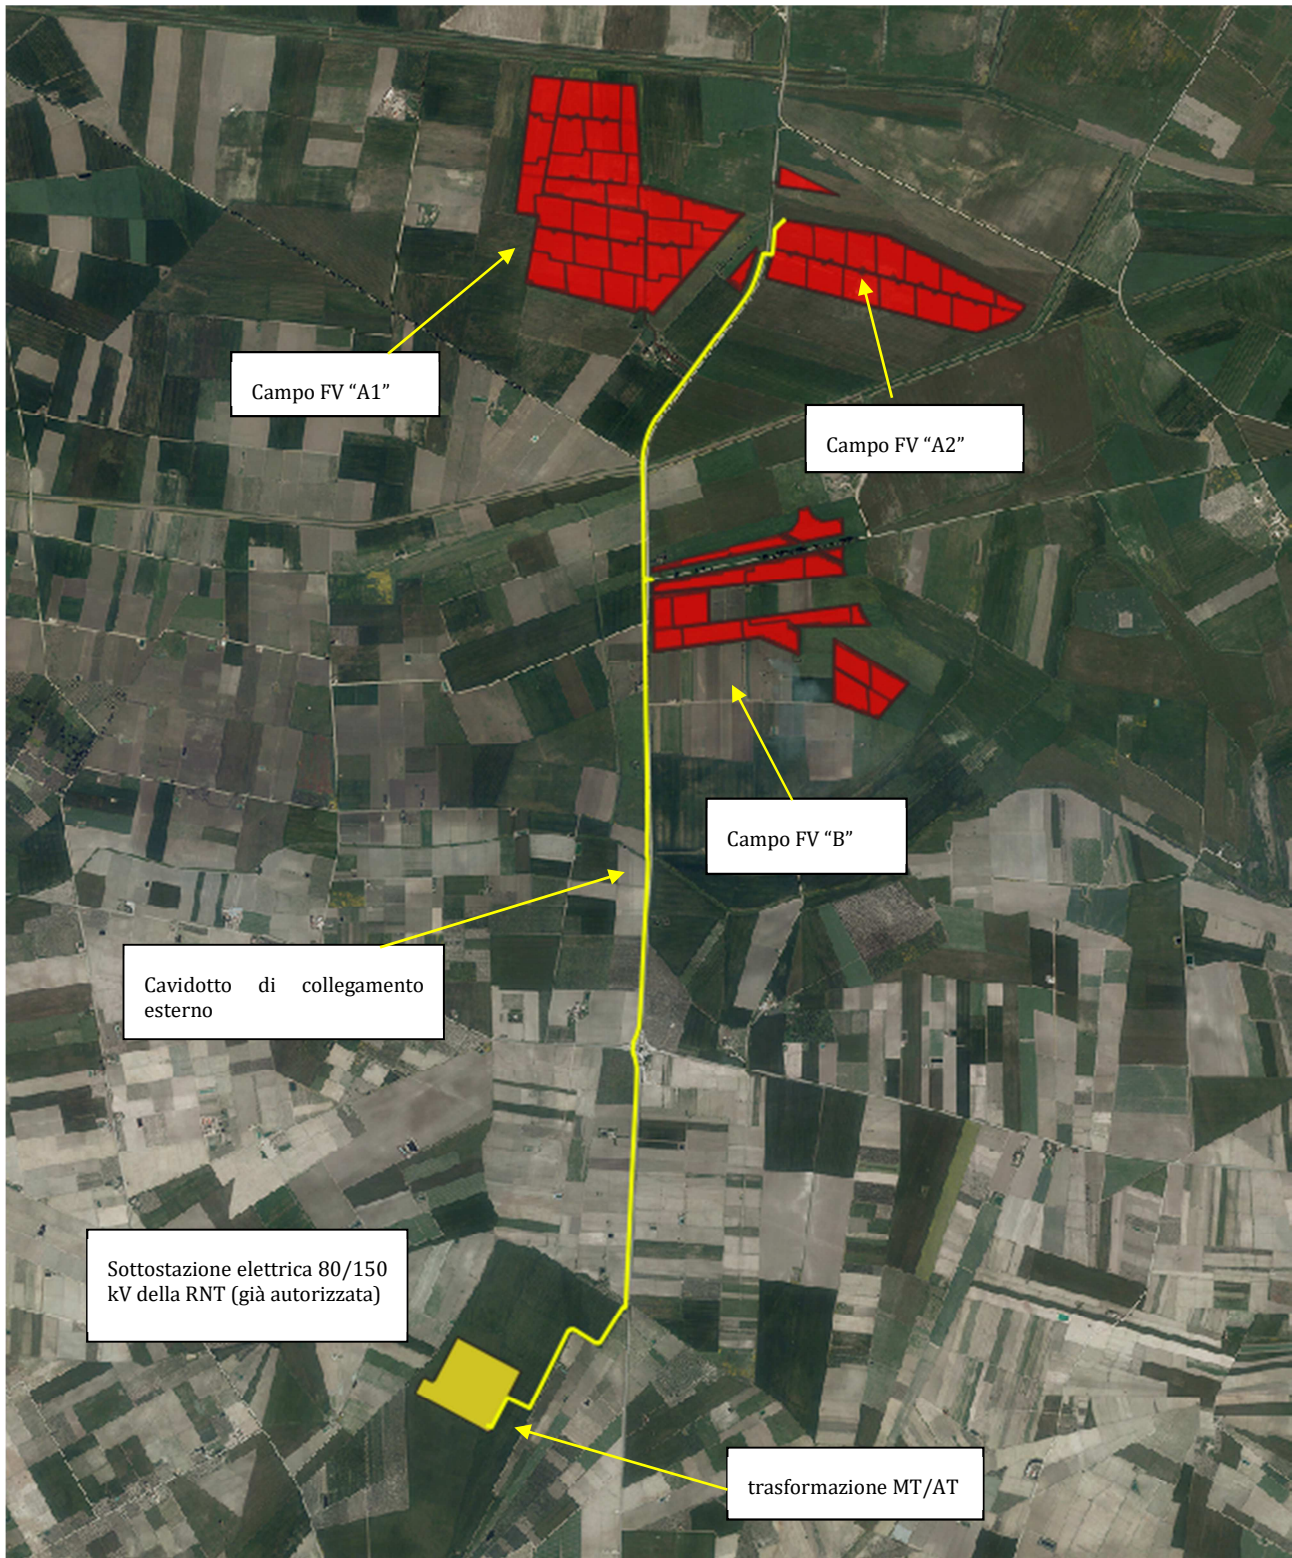 Campo FV “A1”
Campo FV “A2”
Campo FV “B”
Cavidotto di collegamento
esterno
Sottostazione elettrica 80/150
kV della RNT (già autorizzata)
trasformazione MT/AT